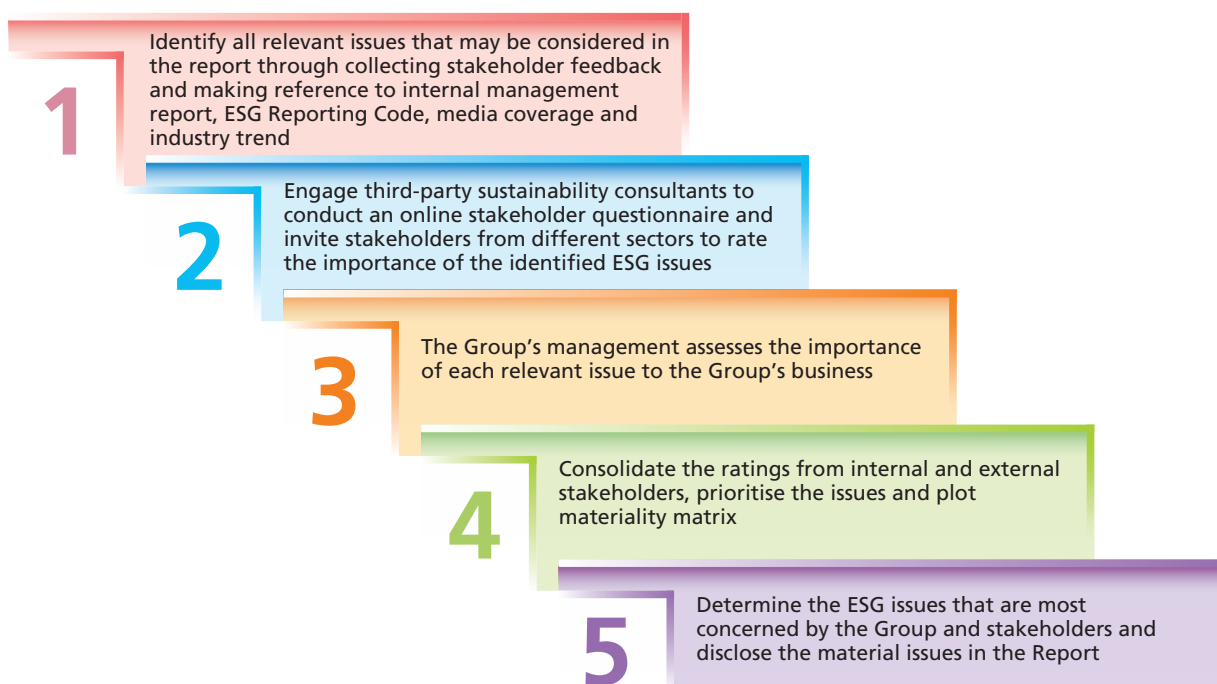 1
Identify all relevant issues that may be considered in
the report through collecting stakeholder feedback
and making reference to internal management
report, ESG Reporting Code, media coverage and
industry trend
2
Engage third-party sustainability consultants to
conduct an online stakeholder questionnaire and
invite stakeholders from different sectors to rate
the importance of the identified ESG issues
3
The Group’s management assesses the importance
of each relevant issue to the Group’s business
4
Consolidate the ratings from internal and external
stakeholders, prioritise the issues and plot
materiality matrix
5
Determine the ESG issues that are most
concerned by the Group and stakeholders and
disclose the material issues in the Report